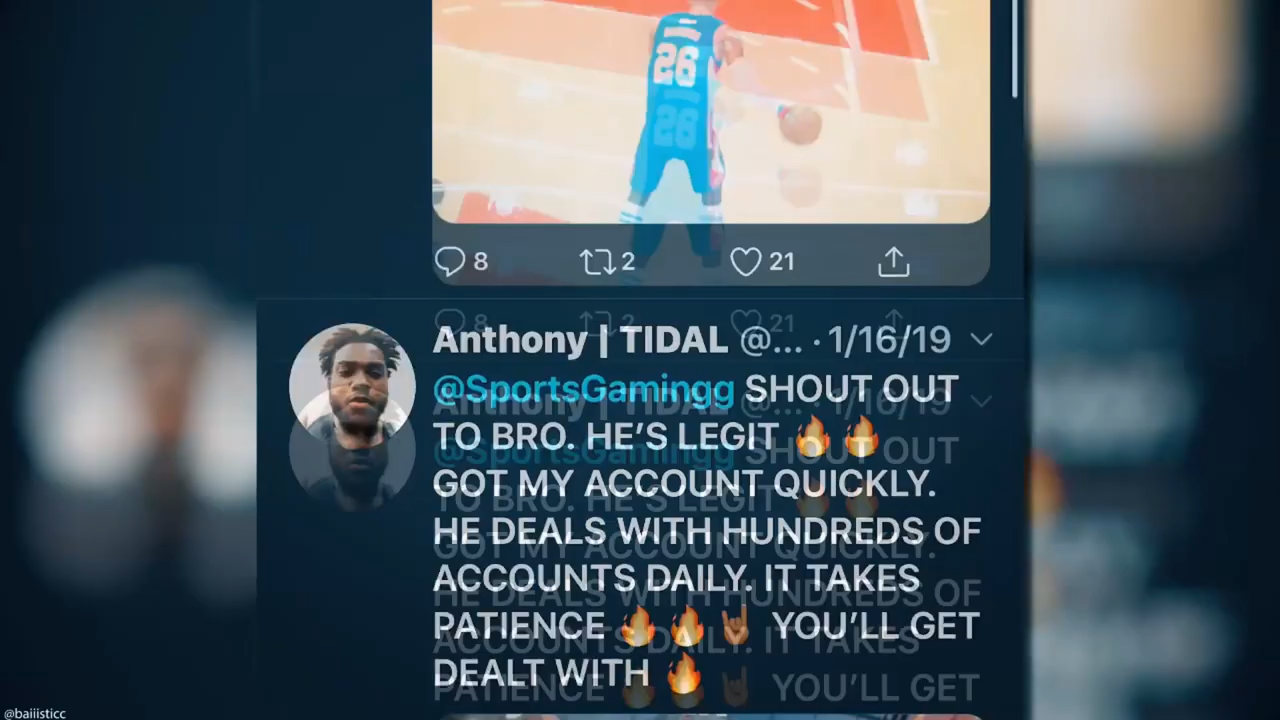 26
8 2 21
Anthony | TIDAL @... · 1/16/19
@SportsGamingg SHOUT OUT
TO BRO. HE’S LEGIT 🔥 🔥
GOT MY ACCOUNT QUICKLY.
HE DEALS WITH HUNDREDS OF
ACCOUNTS DAILY. IT TAKES
PATIENCE 🔥 🔥 🤘🏾 YOU’LL GET
DEALT WITH 🔥
@baiiisticc